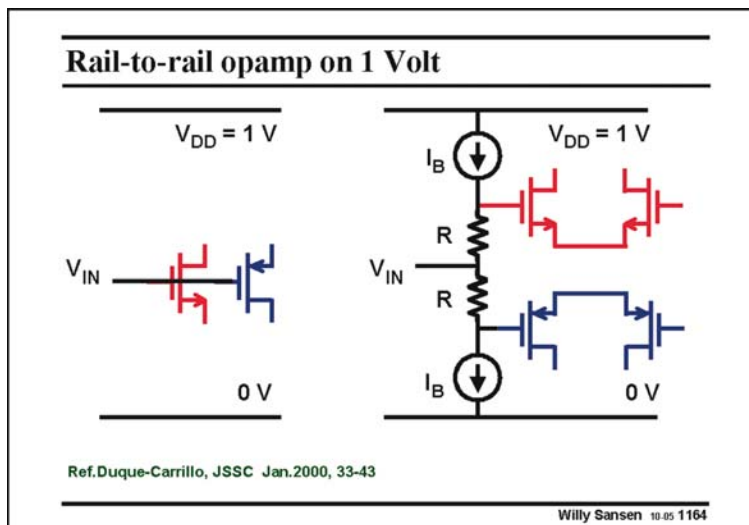 Rail-to-rail opamp on 1 Volt
VDD = 1 V
VIN
0 V
VDD = 1 V
IB
R
VIN
R
IB
0 V
Ref.Duque-Carrillo, JSSC Jan.2000, 33-43
Willy Sansen 10-05 1164